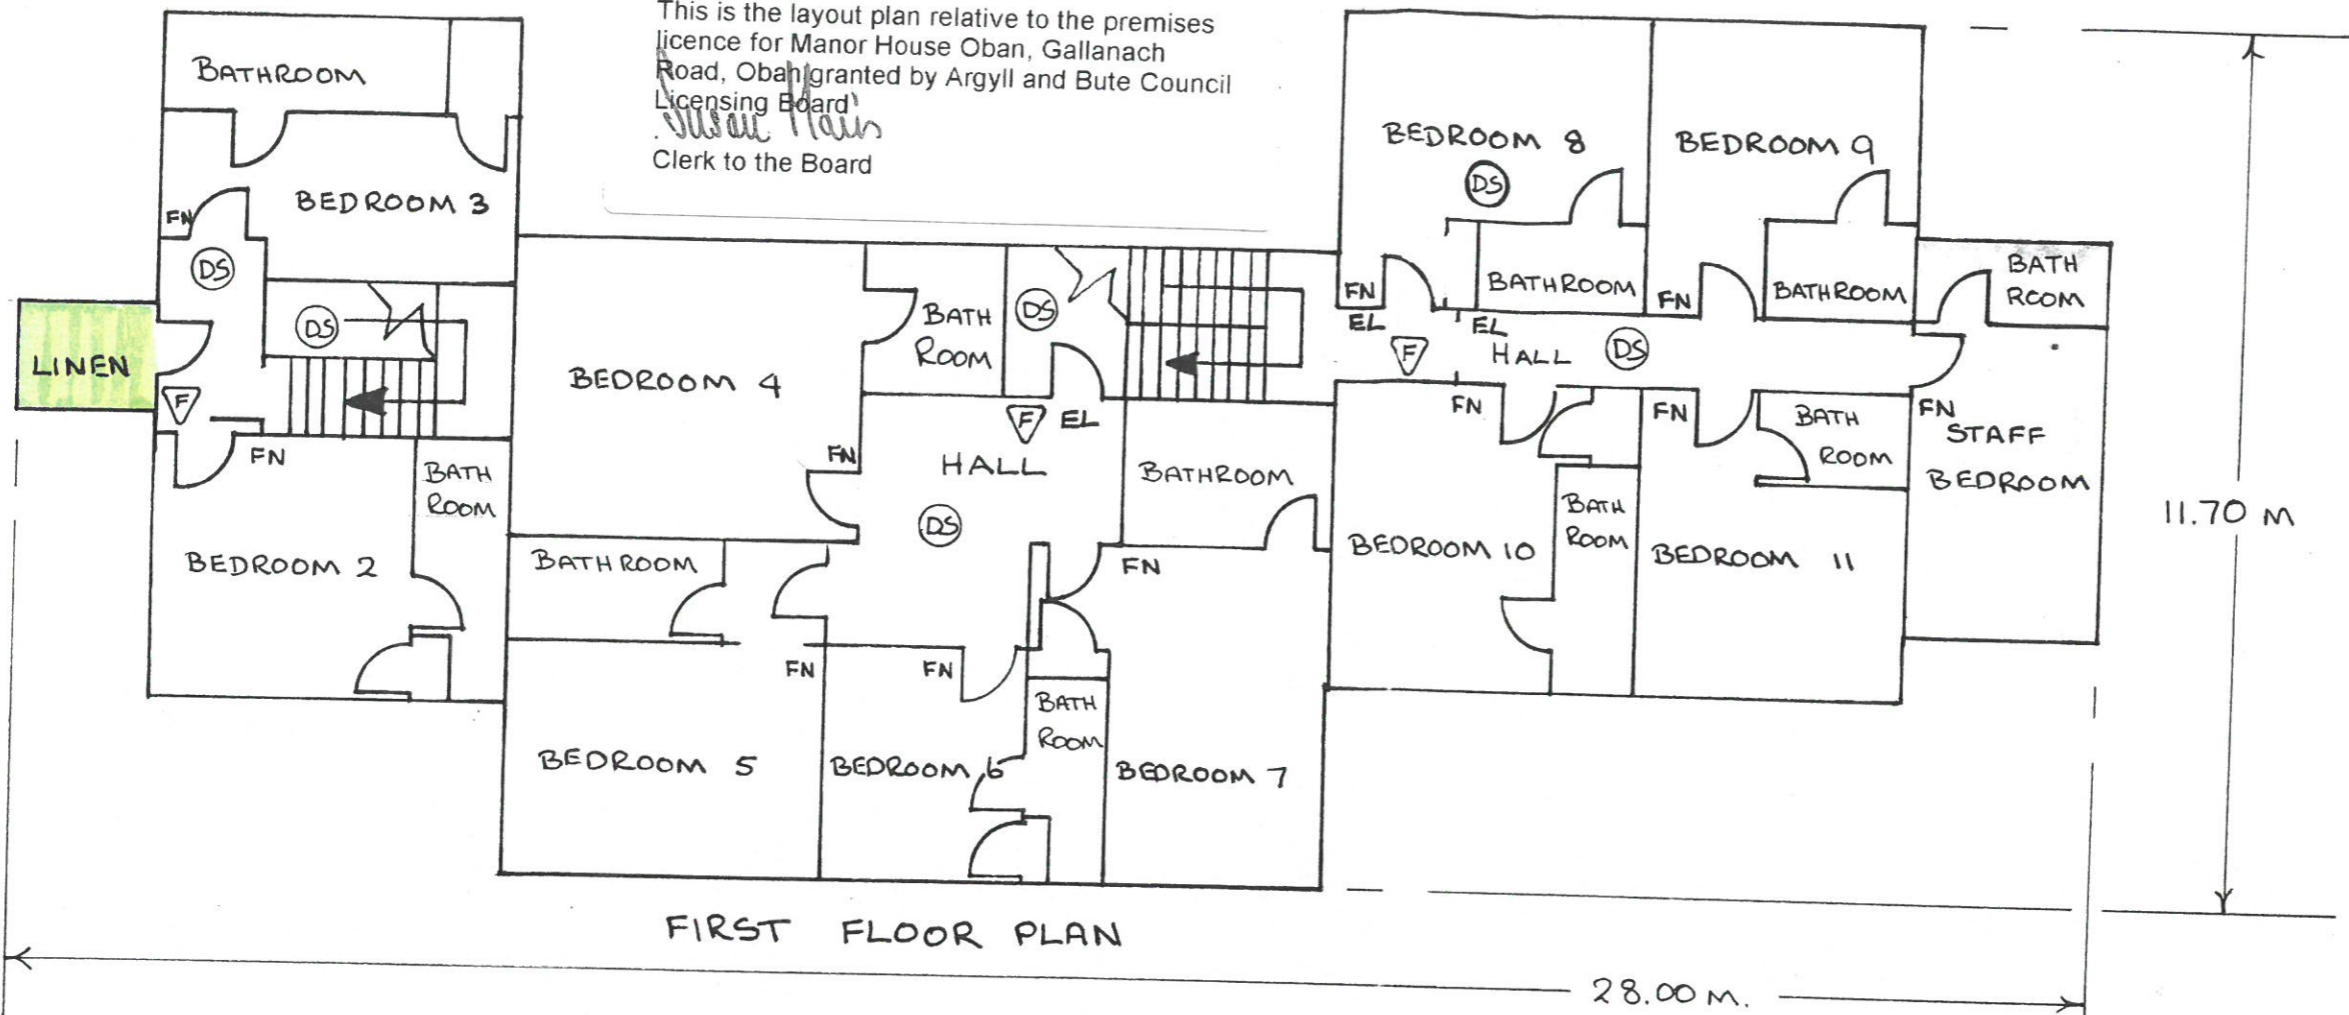 This is the layout plan relative to the premises
licence for Manor House Oban, Gallanach
Road, Oban granted by Argyll and Bute Council
Licensing Board
Clerk to the Board
BATHROOM
BEDROOM 3
FN
DS
DS
LINEN
F
FN
BATH
ROOM
BEDROOM 2
BEDROOM 4
BATH
ROOM
DS
FN
F EL
HALL
DS
BATHROOM
FN
BATHROOM
FN
FN
BEDROOM 5
BEDROOM 6
BATH
ROOM
BEDROOM 7
BEDROOM 8
DS
BEDROOM 9
BATHROOM
BATHROOM
BATH
ROOM
FN
EL
FN
EL
F
HALL
DS
FN
FN
BATH
ROOM
FN
STAFF
BEDROOM
BEDROOM 10
BATH
ROOM
BEDROOM 11
11.70 M
FIRST FLOOR PLAN
28.00 M.